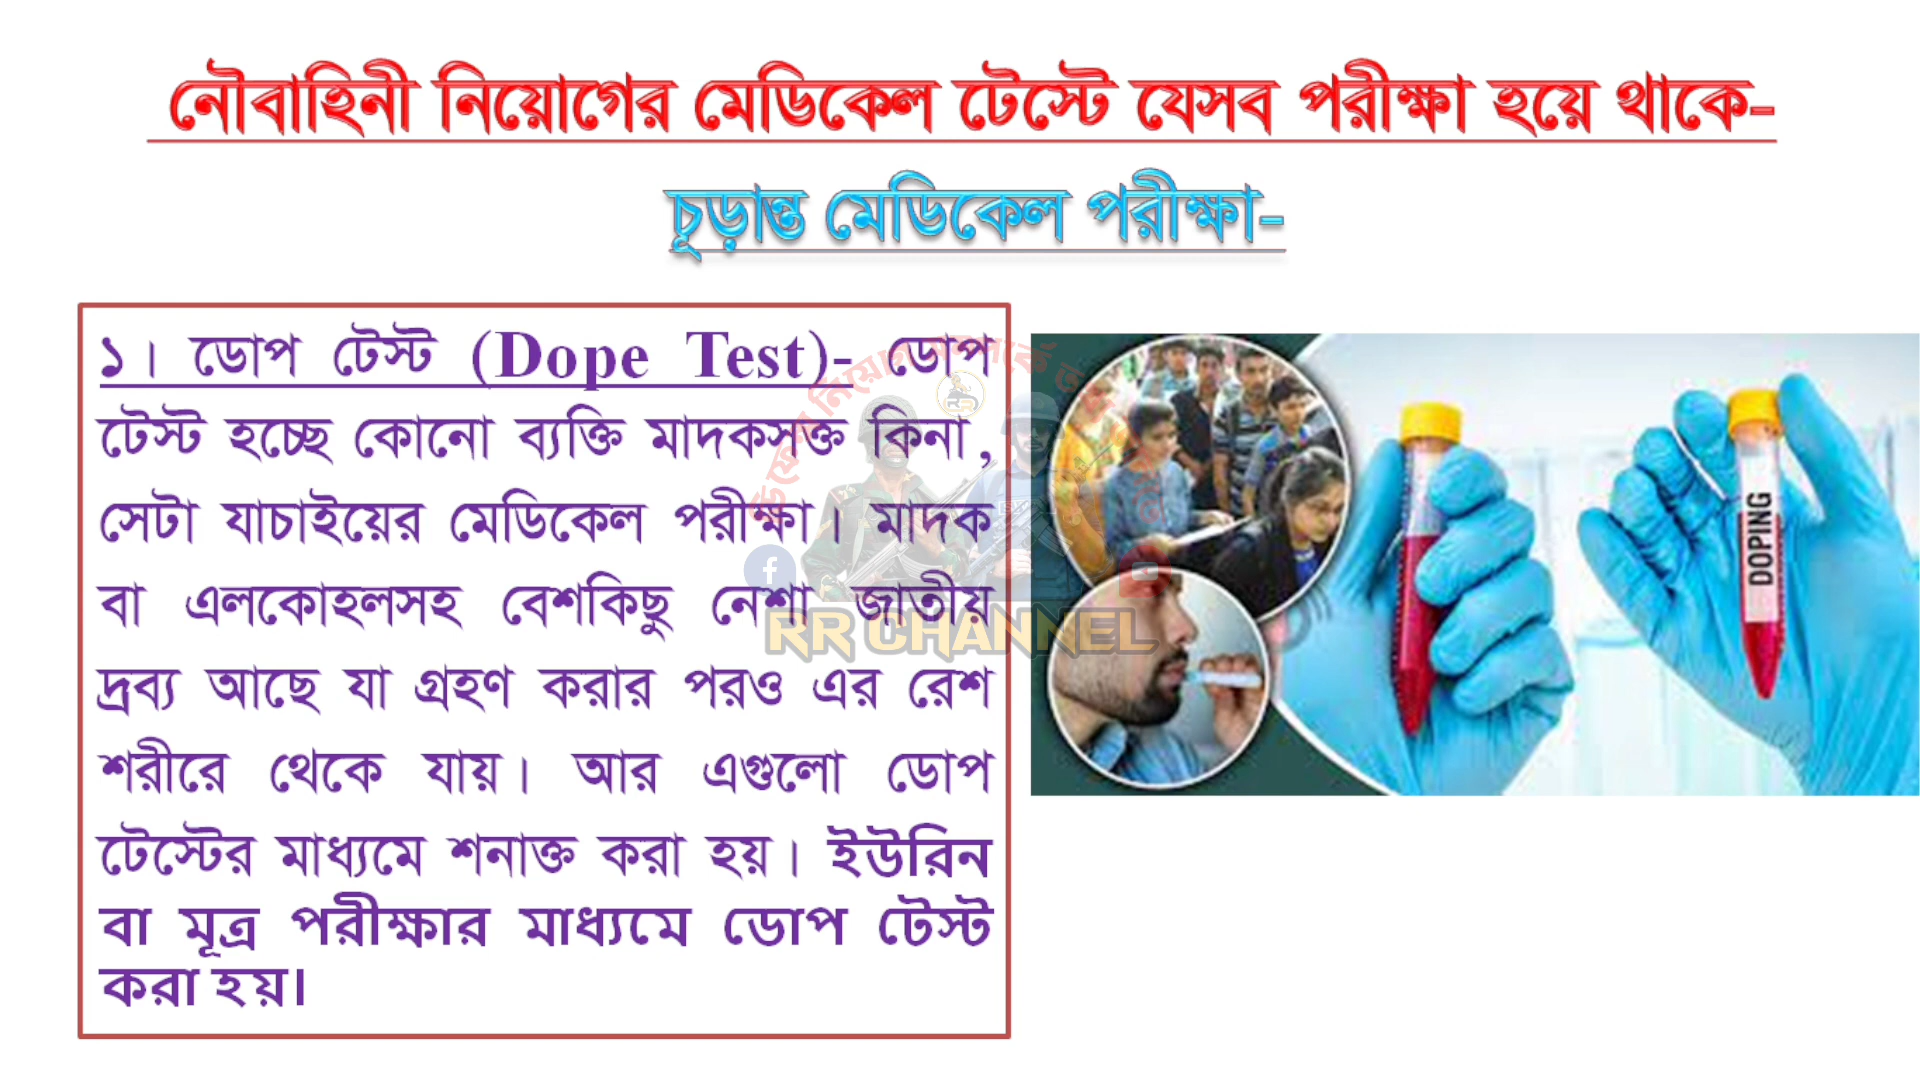 নৌবাহিনী নিয়োগের মেডিকেল টেস্টে যেসব পরীক্ষা হয়ে থাকে-
চূড়ান্ত মেডিকেল পরীক্ষা-
১। ডোপ টেস্ট (Dope Test)- ডোপ
টেস্ট হচ্ছে কোনো ব্যক্তি মাদকসক্ত কিনা,
সেটা যাচাইয়ের মেডিকেল পরীক্ষা। মাদক
বা এলকোহলসহ বেশকিছু নেশা জাতীয়
দ্রব্য আছে যা গ্রহণ করার পরও এর রেশ
শরীরে থেকে যায়। আর এগুলো ডোপ
টেস্টের মাধ্যমে শনাক্ত করা হয়। ইউরিন
বা মূত্র পরীক্ষার মাধ্যমে ডোপ টেস্ট
করা হয়।
RR CHANNEL
DOPING